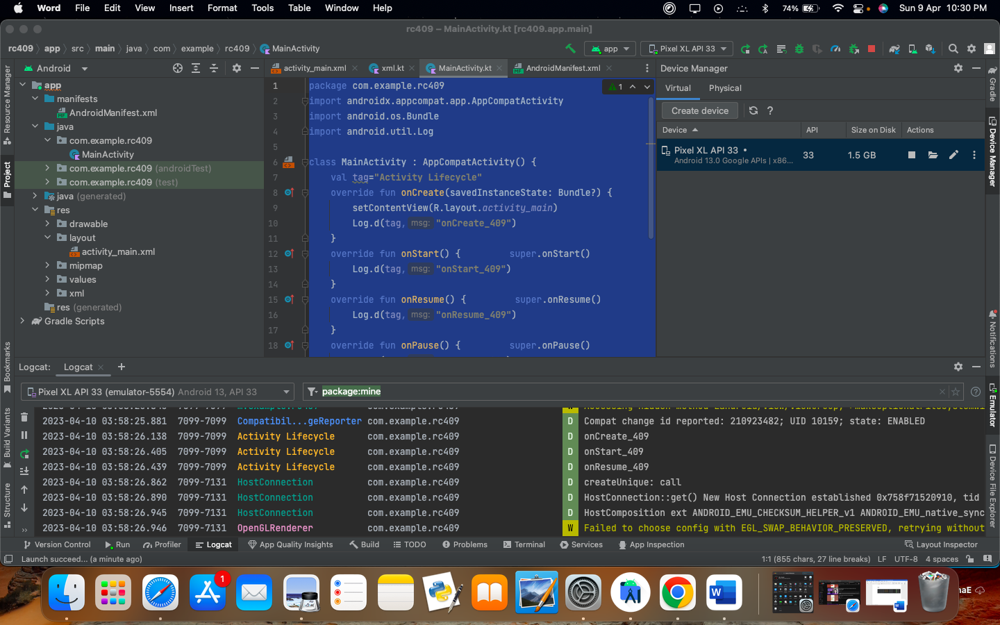 Word File Edit View Insert Format Tools Table Window Help 74% Sun 9 Apr 10:30 PM
rc409 – MainActivity.kt [rc409.app.main]
rc409 app src main java com example rc409 MainActivity app Pixel XL API 33
Android activity_main.xml xml.kt MainActivity.kt AndroidManifest.xml Device Manager
Resource Manager
Project
Bookmarks
Build Variants
Structure
app
manifests
AndroidManifest.xml
java
com.example.rc409
MainActivity
com.example.rc409 (androidTest)
com.example.rc409 (test)
java (generated)
res
drawable
layout
activity_main.xml
mipmap
values
xml
res (generated)
Gradle Scripts
1 package com.example.rc409 1
2 import androidx.appcompat.app.AppCompatActivity
3 import android.os.Bundle
4 import android.util.Log
5
6 class MainActivity : AppCompatActivity() {
7 val tag="Activity Lifecycle"
8 override fun onCreate(savedInstanceState: Bundle?) {
9 setContentView(R.layout.activity_main)
10 Log.d(tag, msg: "onCreate_409")
11 }
12 override fun onStart() { super.onStart()
13 Log.d(tag, msg: "onStart_409")
14 }
15 override fun onResume() { super.onResume()
16 Log.d(tag, msg: "onResume_409")
17 }
18 override fun onPause() { super.onPause()
Virtual Physical
Create device ?
Device API Size on Disk Actions
Pixel XL API 33 • 33 1.5 GB
Android 13.0 Google APIs | x86...
Gradle
Device Manager
Notifications
Emulator
Device File Explorer
Logcat: Logcat +
Pixel XL API 33 (emulator-5554) Android 13, API 33 package:mine
2023-04-10 03:58:25.881 7099-7099 Compatibil...geReporter com.example.rc409 D Compat change id reported: 210923482; UID 10159; state: ENABLED
2023-04-10 03:58:26.138 7099-7099 Activity Lifecycle com.example.rc409 D onCreate_409
2023-04-10 03:58:26.405 7099-7099 Activity Lifecycle com.example.rc409 D onStart_409
2023-04-10 03:58:26.439 7099-7099 Activity Lifecycle com.example.rc409 D onResume_409
2023-04-10 03:58:26.862 7099-7131 HostConnection com.example.rc409 D createUnique: call
2023-04-10 03:58:26.890 7099-7131 HostConnection com.example.rc409 D HostConnection::get() New Host Connection established 0x758f71520910, tid
2023-04-10 03:58:26.945 7099-7131 HostConnection com.example.rc409 D HostComposition ext ANDROID_EMU_CHECKSUM_HELPER_v1 ANDROID_EMU_native_sync
2023-04-10 03:58:26.946 7099-7131 OpenGLRenderer com.example.rc409 W Failed to choose config with EGL_SWAP_BEHAVIOR_PRESERVED, retrying without
Version Control Run Profiler Logcat App Quality Insights Build TODO Problems Terminal Services App Inspection Layout Inspector
Launch succeed... (a minute ago) 1:1 (855 chars, 27 line breaks) LF UTF-8 4 spaces
1
W